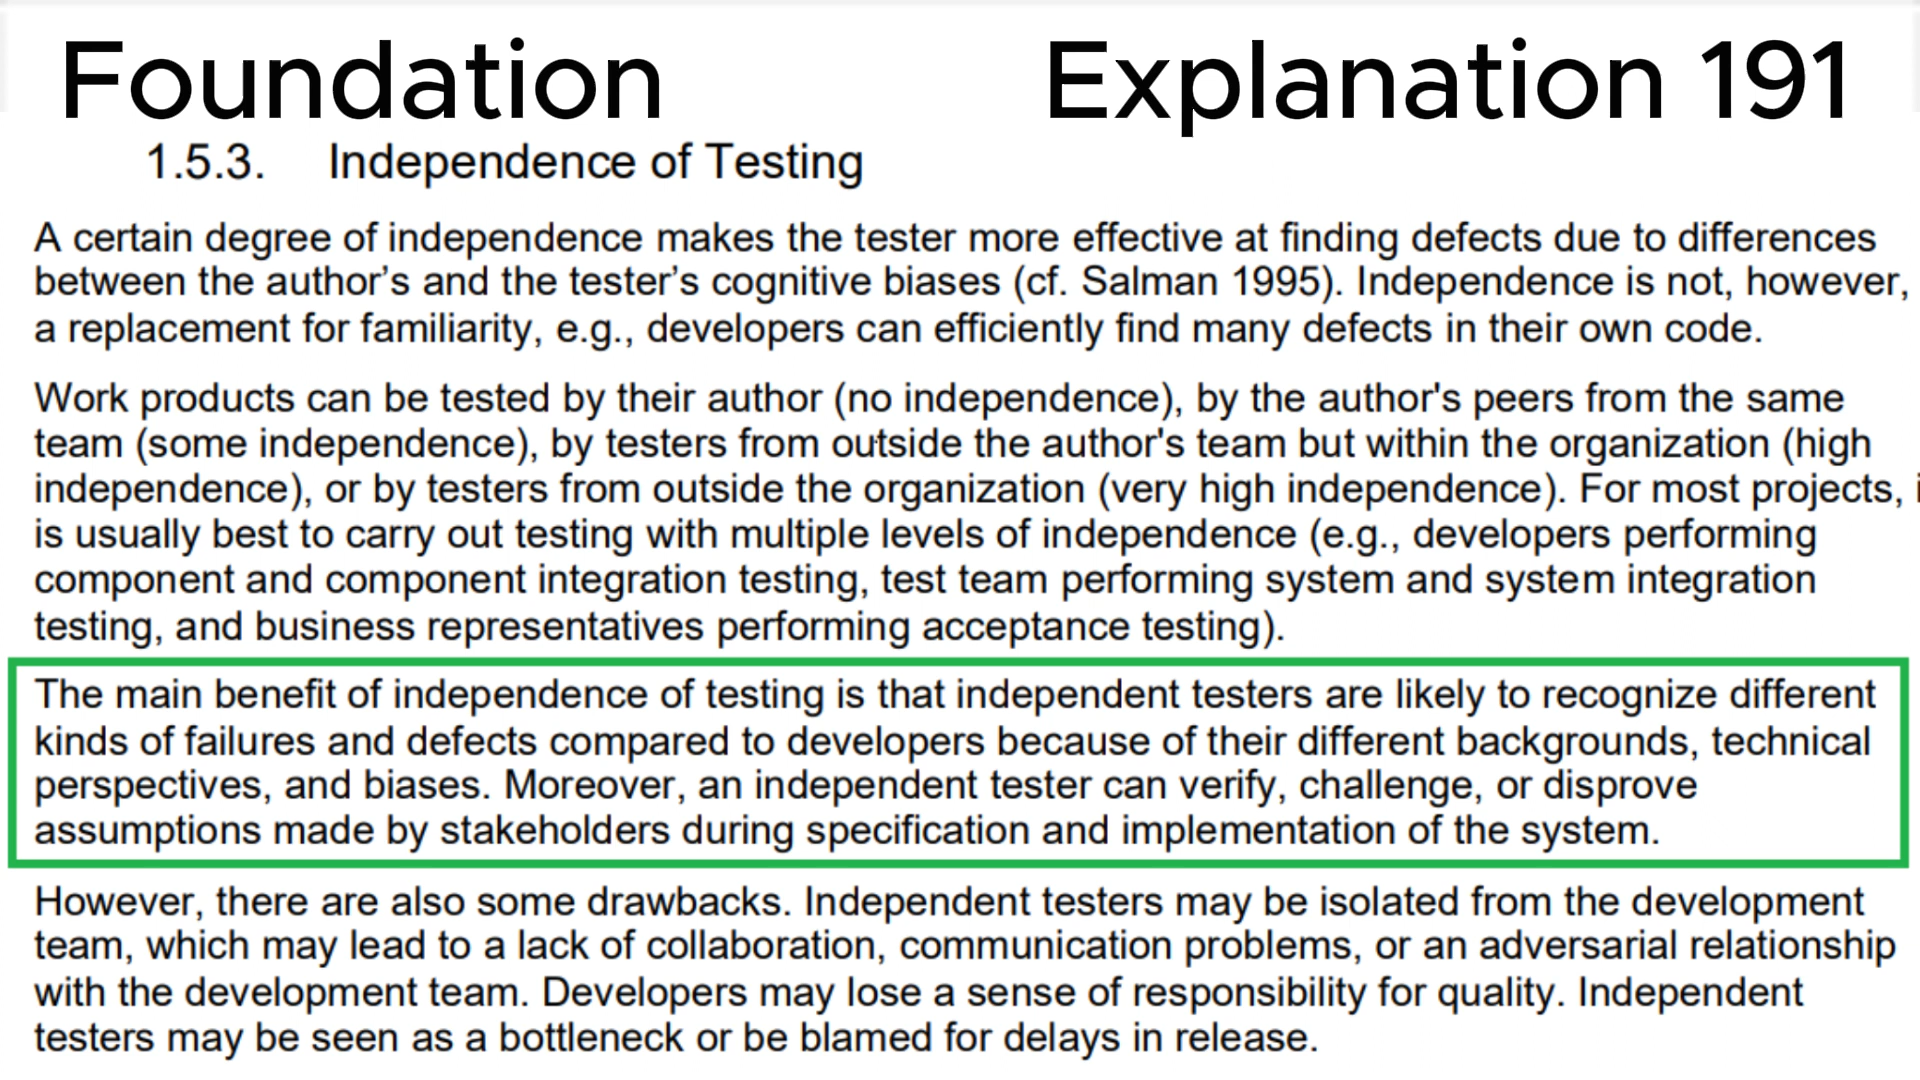 Foundation Explanation 191
1.5.3. Independence of Testing
A certain degree of independence makes the tester more effective at finding defects due to differences
between the author’s and the tester’s cognitive biases (cf. Salman 1995). Independence is not, however,
a replacement for familiarity, e.g., developers can efficiently find many defects in their own code.
Work products can be tested by their author (no independence), by the author's peers from the same
team (some independence), by testers from outside the author's team but within the organization (high
independence), or by testers from outside the organization (very high independence). For most projects,
is usually best to carry out testing with multiple levels of independence (e.g., developers performing
component and component integration testing, test team performing system and system integration
testing, and business representatives performing acceptance testing).
The main benefit of independence of testing is that independent testers are likely to recognize different
kinds of failures and defects compared to developers because of their different backgrounds, technical
perspectives, and biases. Moreover, an independent tester can verify, challenge, or disprove
assumptions made by stakeholders during specification and implementation of the system.
However, there are also some drawbacks. Independent testers may be isolated from the development
team, which may lead to a lack of collaboration, communication problems, or an adversarial relationship
with the development team. Developers may lose a sense of responsibility for quality. Independent
testers may be seen as a bottleneck or be blamed for delays in release.